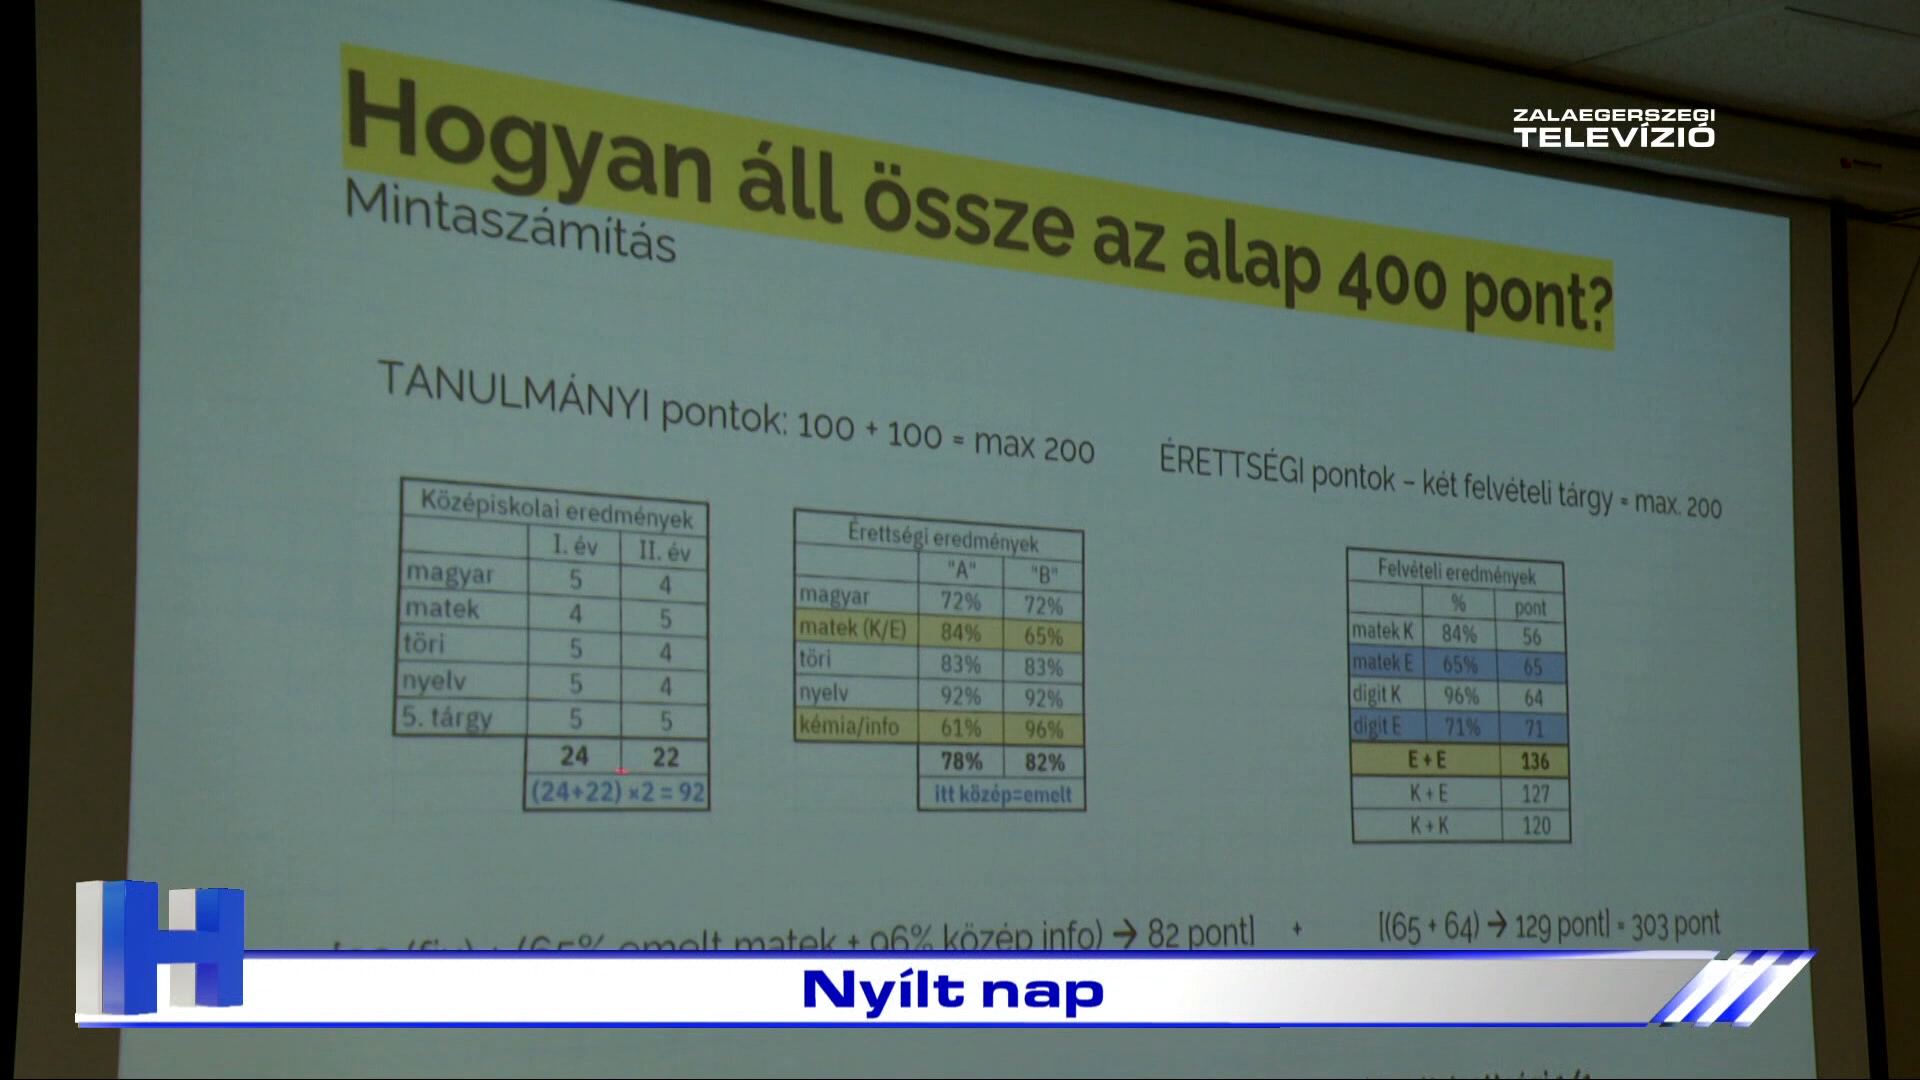 ZALAEGERSZEGI
TELEVÍZIÓ
Hogyan áll össze az alap 400 pont?
Mintaszámítás
TANULMÁNYI pontok: 100 + 100 = max 200
ÉRETTSÉGI pontok – két felvételi tárgy = max. 200
Középiskolai eredmények
I. év II. év
magyar 5 4
matek 4 5
töri 5 4
nyelv 5 4
5. tárgy 5 5
24 22
(24+22) ×2 = 92
Érettségi eredmények
"A" "B"
magyar 72% 72%
matek (K/E) 84% 65%
töri 83% 83%
nyelv 92% 92%
kémia/info 61% 96%
78% 82%
itt közép=emelt
Felvételi eredmények
% pont
matek K 84% 56
matek E 65% 65
digit K 96% 64
digit E 71% 71
E + E 136
K + E 127
K + K 120
(65% emelt matek + 96% közép info) → 82 pont] + [(65 + 64) → 129 pont] = 303 pont
H
Nyílt nap